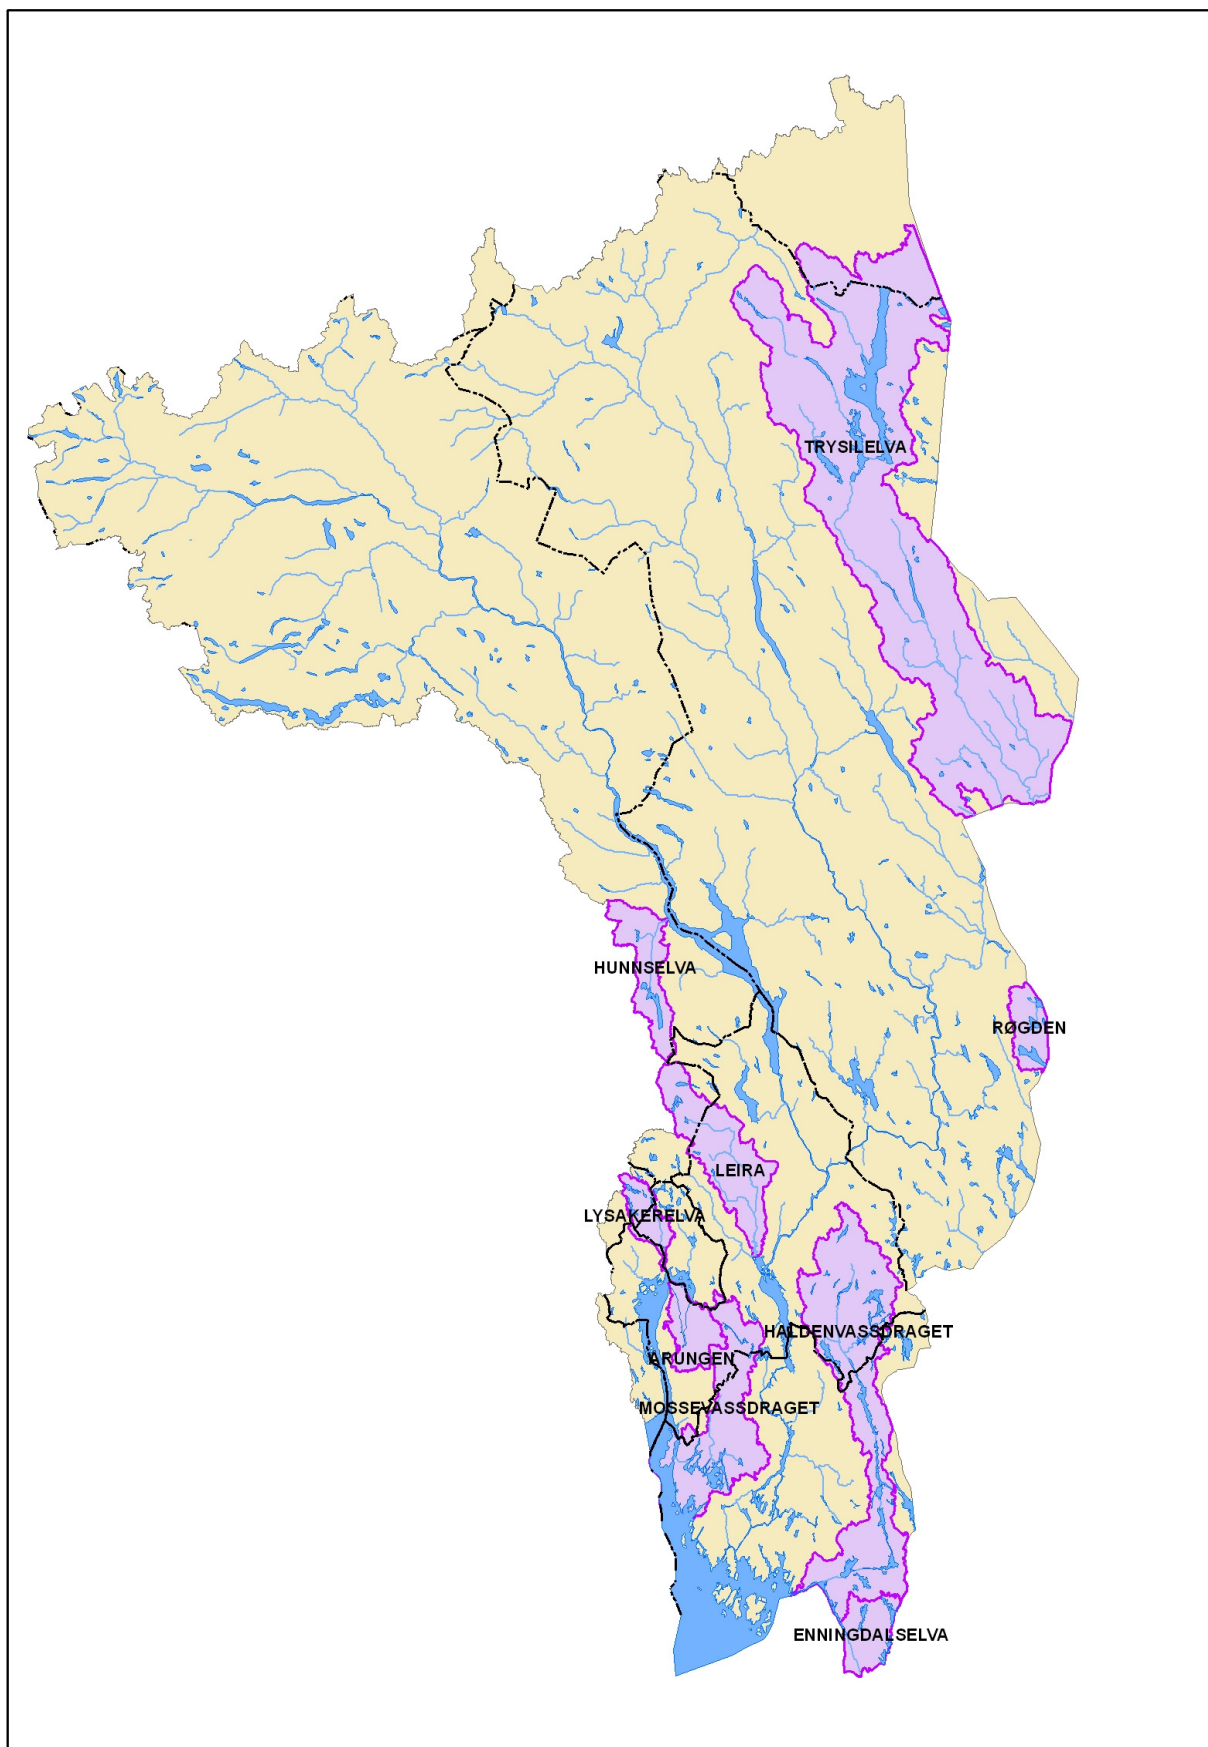 TRYSILELVA
HUNNSELVA
RØGDEN
LEIRA
LYSAKERELVA
HALDENVASSDRAGET
ÅRUNGEN
MOSSEVASSDRAGET
ENNINGDALSELVA